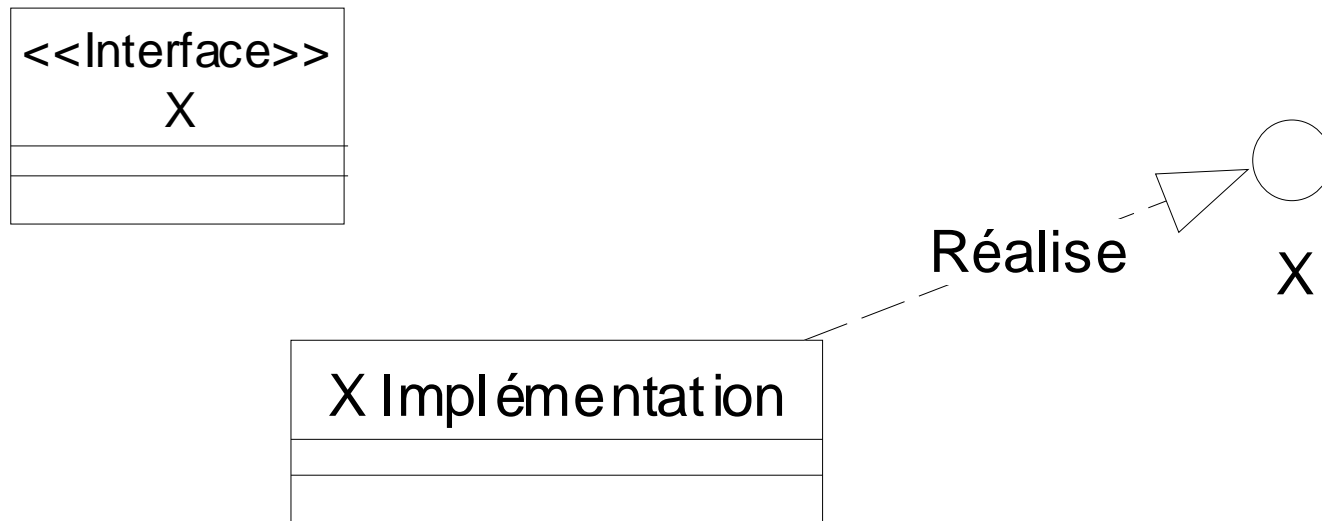 <<Interface>>
X
Réalise
X
X Implémentation